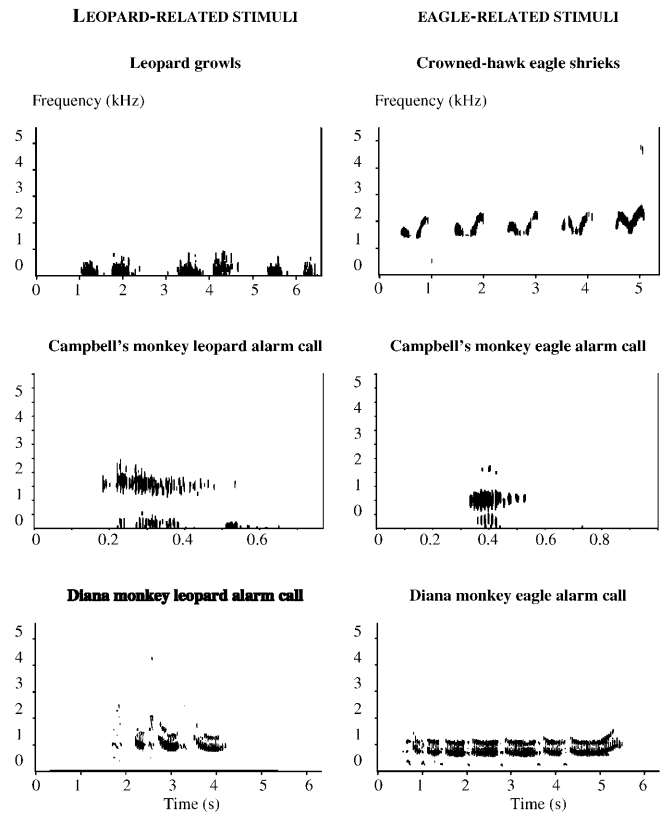 LEOPARD-RELATED STIMULI
EAGLE-RELATED STIMULI
Leopard growls
Crowned-hawk eagle shrieks
Frequency (kHz)
Frequency (kHz)
5
4
3
2
1
0
0 1 2 3 4 5 6
5
4
3
2
1
0
0 1 2 3 4 5
Campbell's monkey leopard alarm call
Campbell's monkey eagle alarm call
5
4
3
2
1
0
0 0.2 0.4 0.6
5
4
3
2
1
0
0 0.2 0.4 0.6 0.8
Diana monkey leopard alarm call
Diana monkey eagle alarm call
5
4
3
2
1
0
0 1 2 3 4 5 6
Time (s)
5
4
3
2
1
0
0 1 2 3 4 5 6
Time (s)